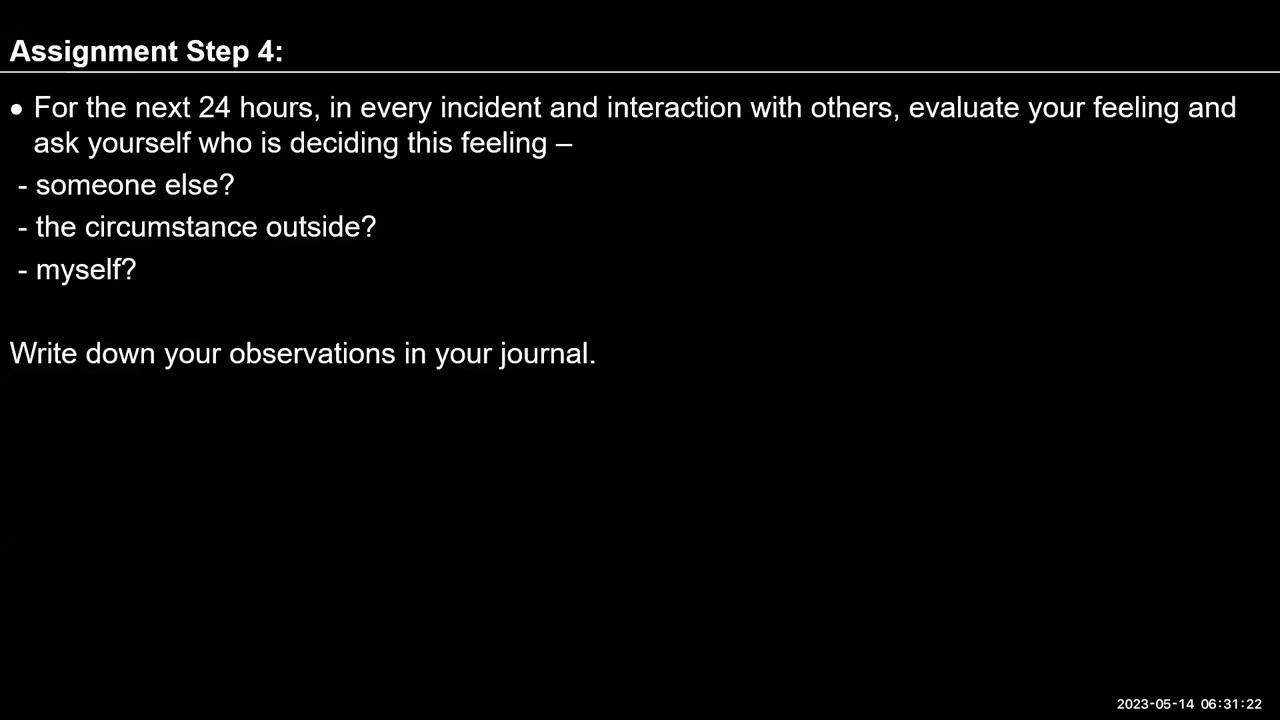 Assignment Step 4:
• For the next 24 hours, in every incident and interaction with others, evaluate your feeling and
ask yourself who is deciding this feeling –
- someone else?
- the circumstance outside?
- myself?
Write down your observations in your journal.
2023-05-14 06:31:22